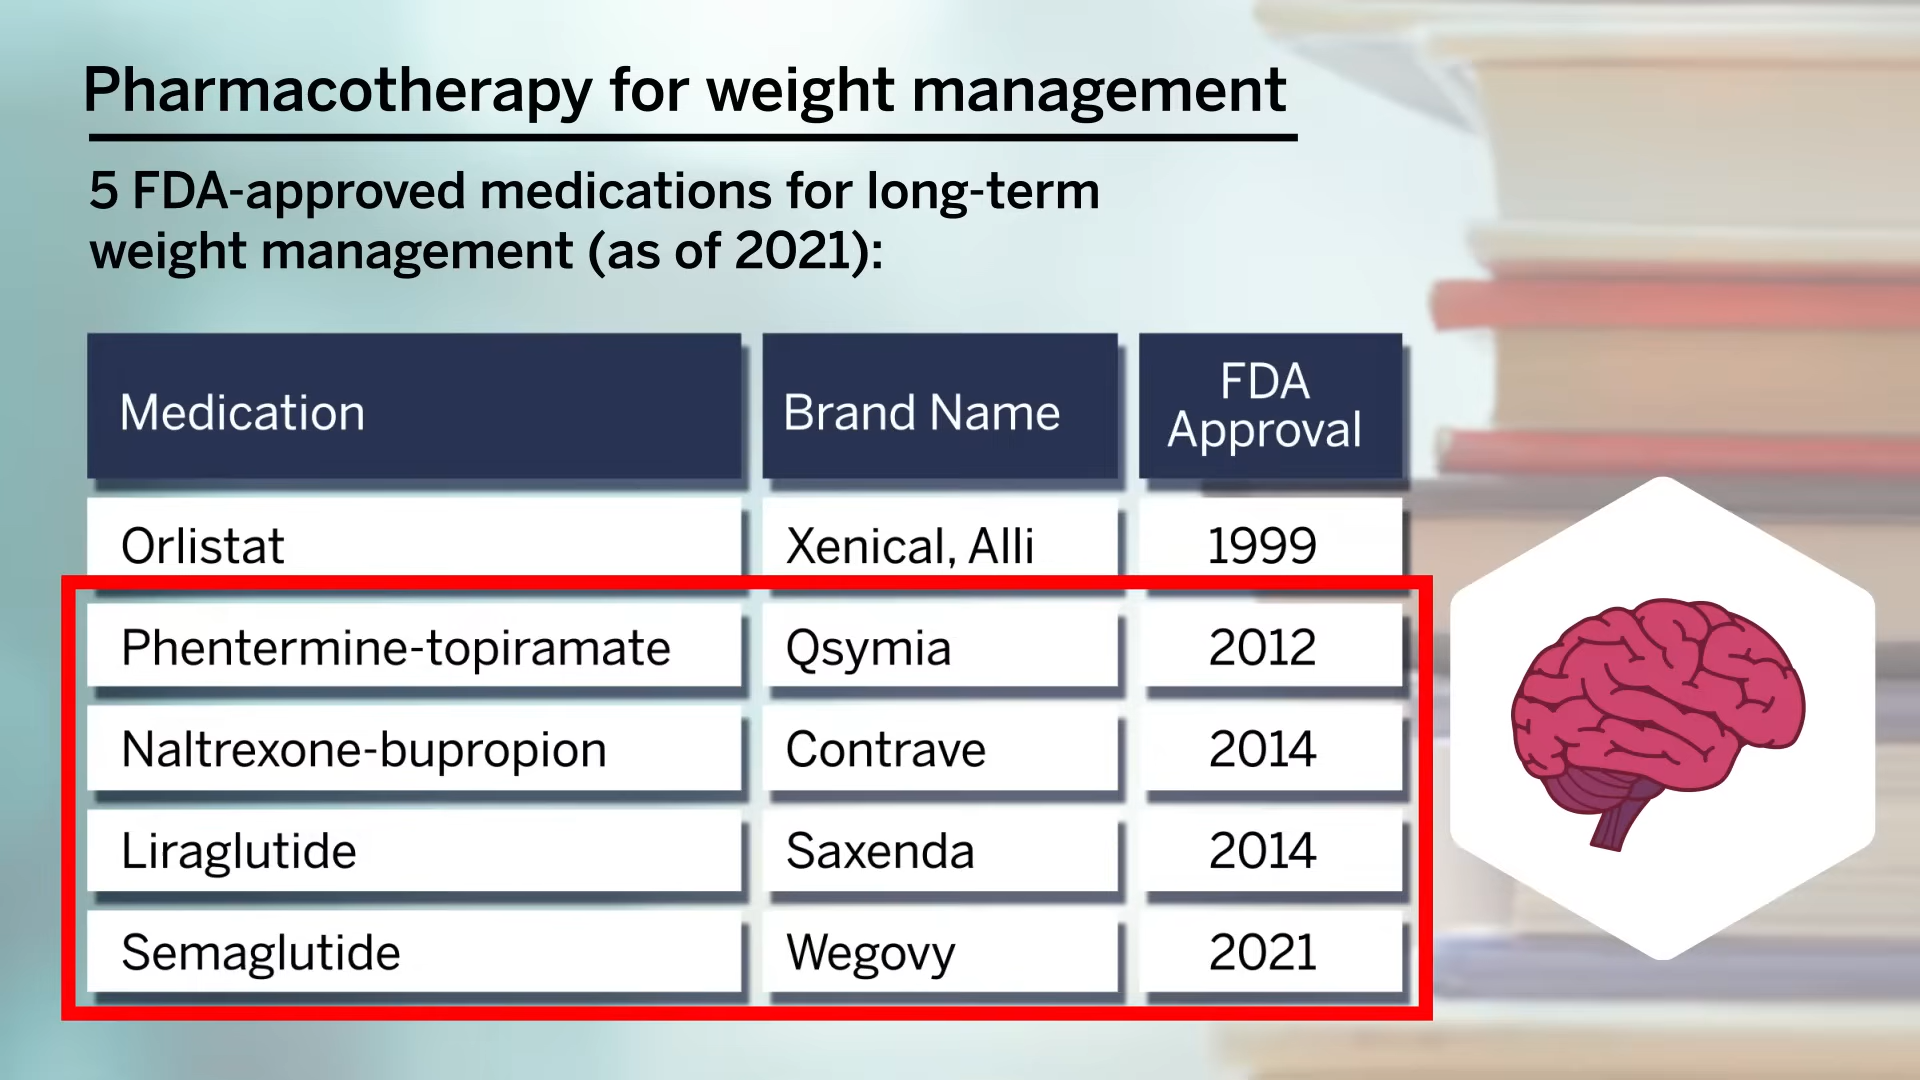 Pharmacotherapy for weight management
5 FDA-approved medications for long-term
weight management (as of 2021):
Medication Brand Name FDA Approval
Orlistat Xenical, Alli 1999
Phentermine-topiramate Qsymia 2012
Naltrexone-bupropion Contrave 2014
Liraglutide Saxenda 2014
Semaglutide Wegovy 2021